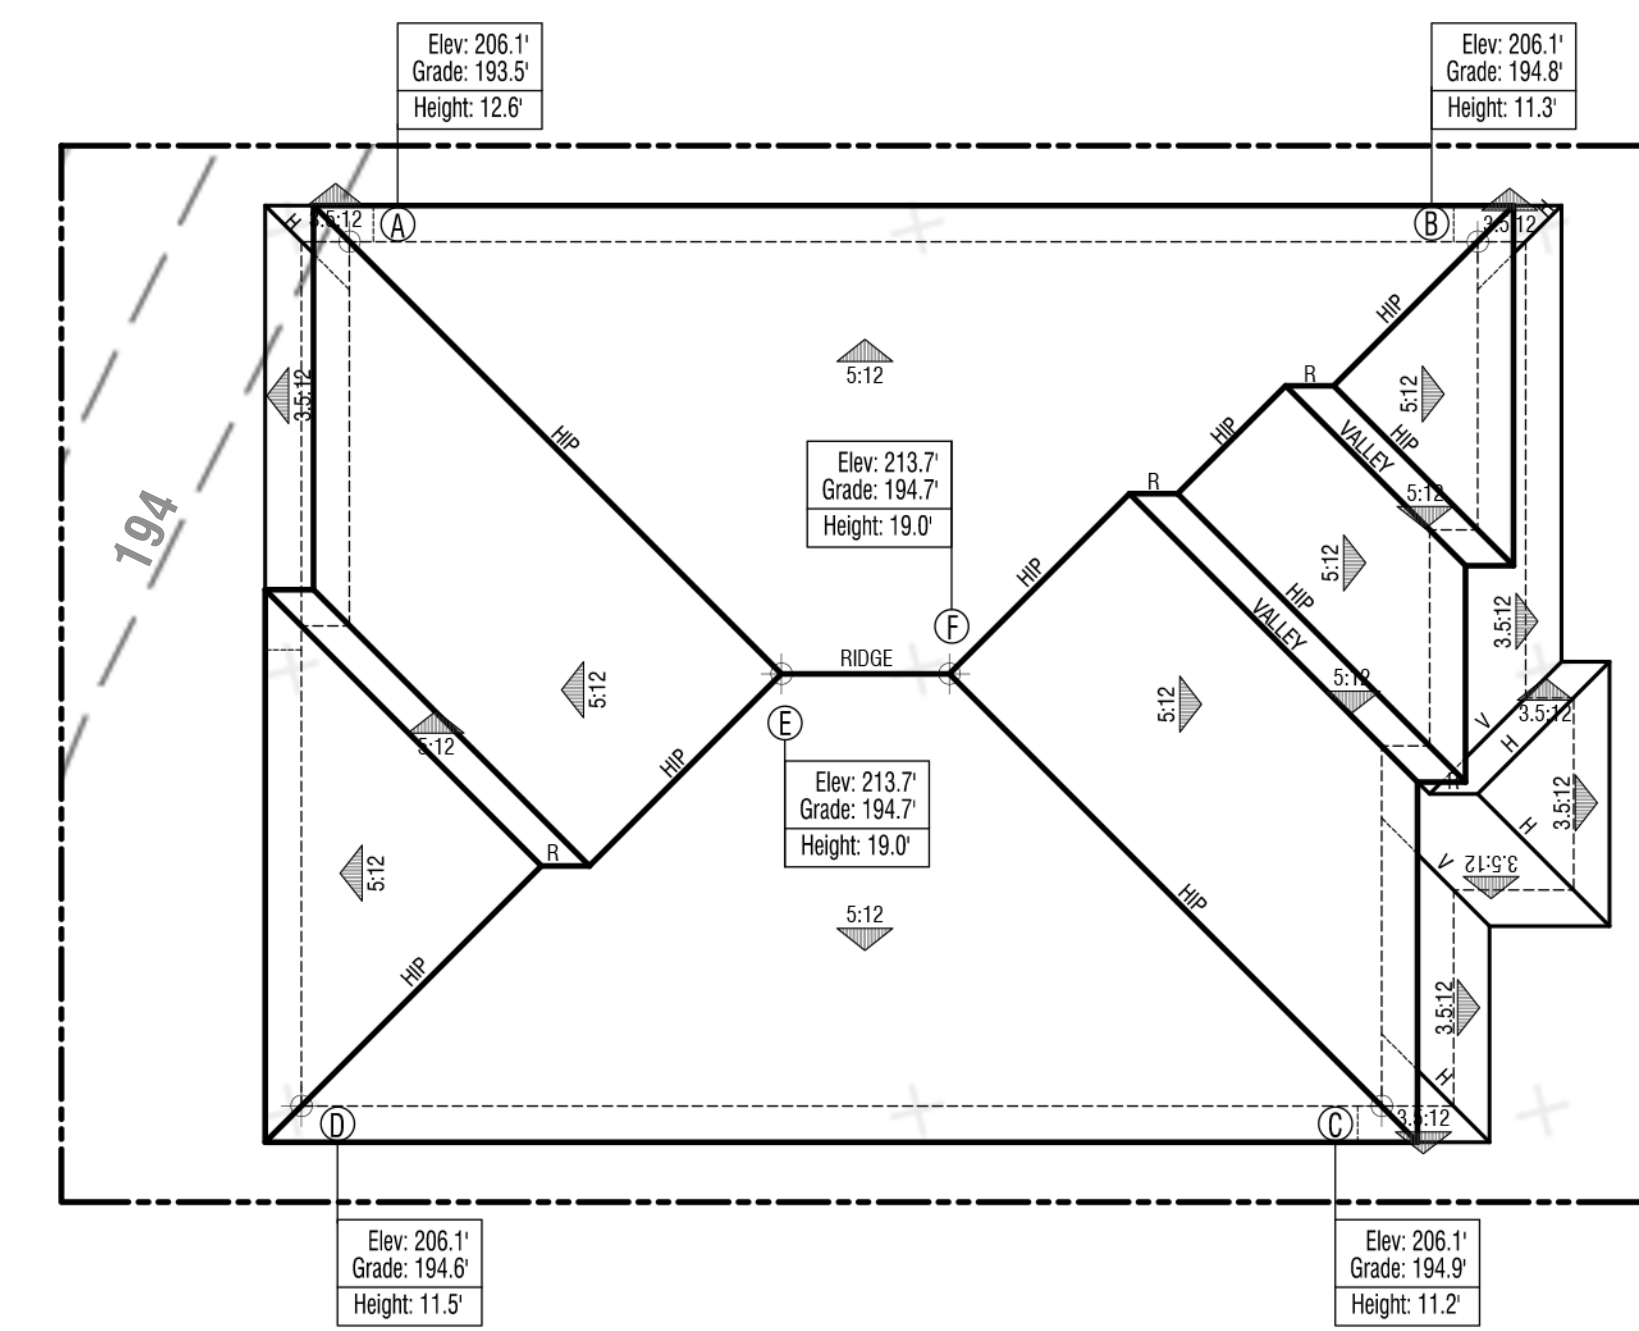 Elev: 206.1'
Grade: 193.5'
Height: 12.6'
Elev: 206.1'
Grade: 194.8'
Height: 11.3'
H
3.5:12
A
B
3.5:12
H
HIP
5:12
R
5:12
3.5:12
HIP
HIP
VALLEY
HIP
Elev: 213.7'
Grade: 194.7'
Height: 19.0'
R
5:12
194
HIP
5:12
HIP
VALLEY
3.5:12
F
RIDGE
5:12
5:12
5:12
3.5:12
E
V
H
5:12
HIP
R
3.5:12
Elev: 213.7'
Grade: 194.7'
Height: 19.0'
H
R
V
3.5:12
5:12
HIP
5:12
HIP
3.5:12
H
D
C
3.5:12
Elev: 206.1'
Grade: 194.6'
Height: 11.5'
Elev: 206.1'
Grade: 194.9'
Height: 11.2'